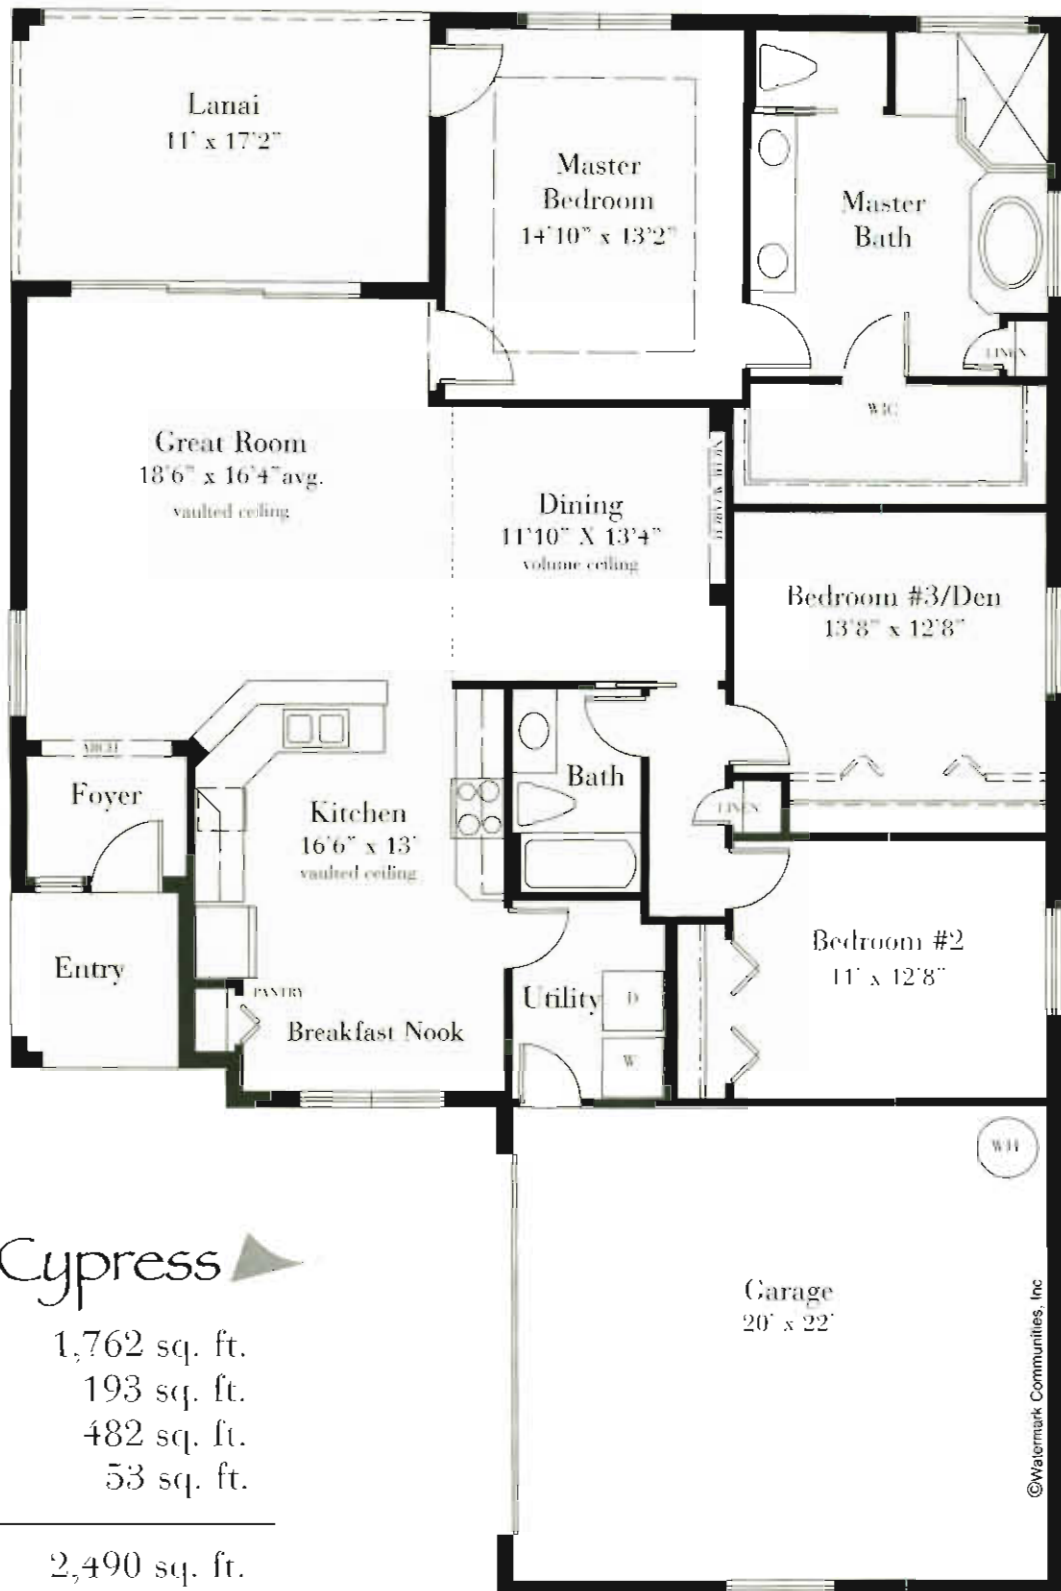 Lanai
11' x 17'2"
Master
Bedroom
14'10" x 13'2"
Master
Bath
LINEN
WIC
Great Room
18'6" x 16'4" avg.
vaulted ceiling
Dining
11'10" X 13'4"
volume ceiling
NICHE W/ARCH
Bedroom #3/Den
13'8" x 12'8"
ARCH
Foyer
Kitchen
16'6" x 13'
vaulted ceiling
Bath
LINEN
Entry
PANTRY
Breakfast Nook
Utility
D
W
Bedroom #2
11' x 12'8"
WH
Garage
20' x 22'
Cypress
1,762 sq. ft.
193 sq. ft.
482 sq. ft.
53 sq. ft.
2,490 sq. ft.
©Watermark Communities, Inc